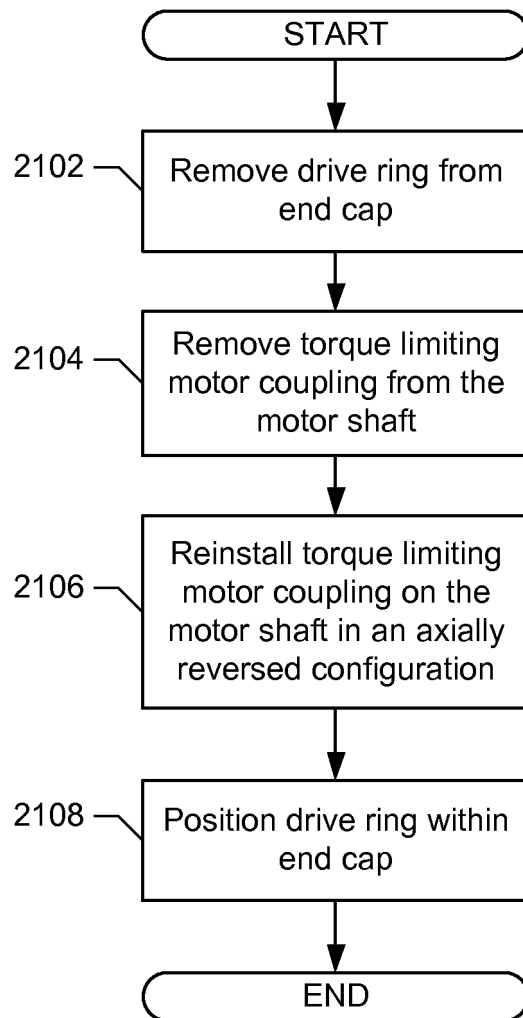 START
2102
Remove drive ring from
end cap
2104
Remove torque limiting
motor coupling from the
motor shaft
2106
Reinstall torque limiting
motor coupling on the
motor shaft in an axially
reversed configuration
2108
Position drive ring within
end cap
END